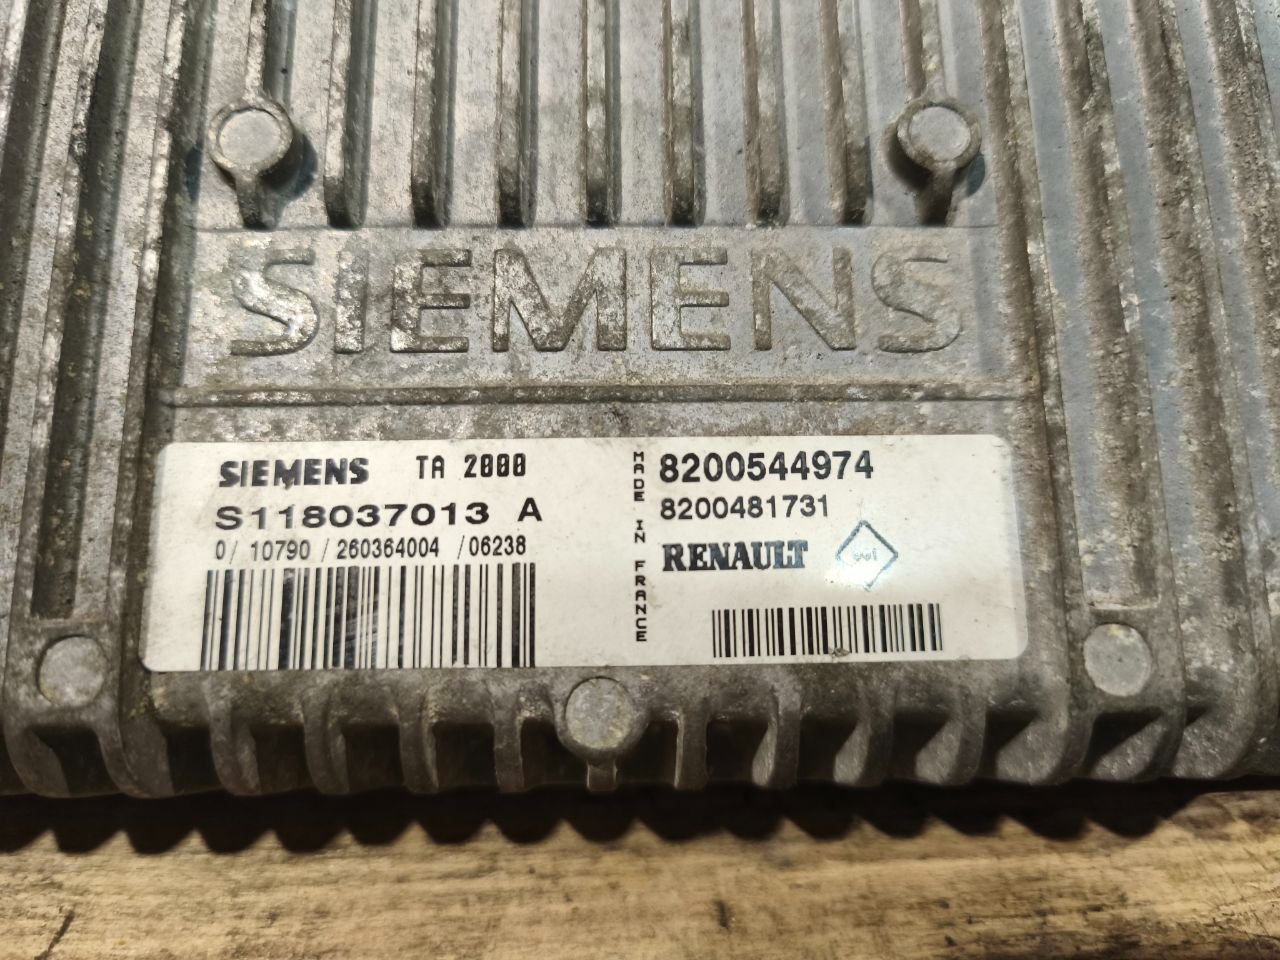 SIEMENS
SIEMENS TA 2000
S118037013 A
0/ 10790 / 260364004 / 06238
MADE IN FRANCE
8200544974
8200481731
RENAULT